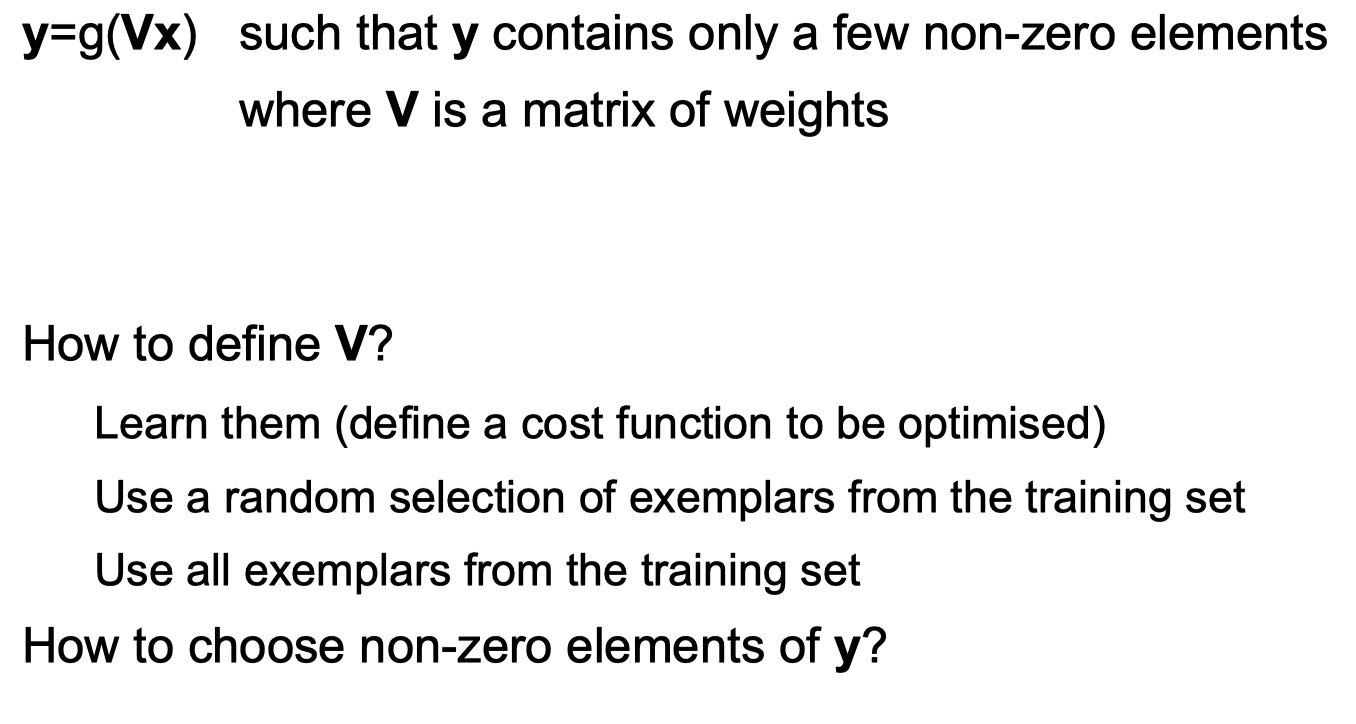 y=g(Vx) such that y contains only a few non-zero elements
where V is a matrix of weights
How to define V?
Learn them (define a cost function to be optimised)
Use a random selection of exemplars from the training set
Use all exemplars from the training set
How to choose non-zero elements of y?